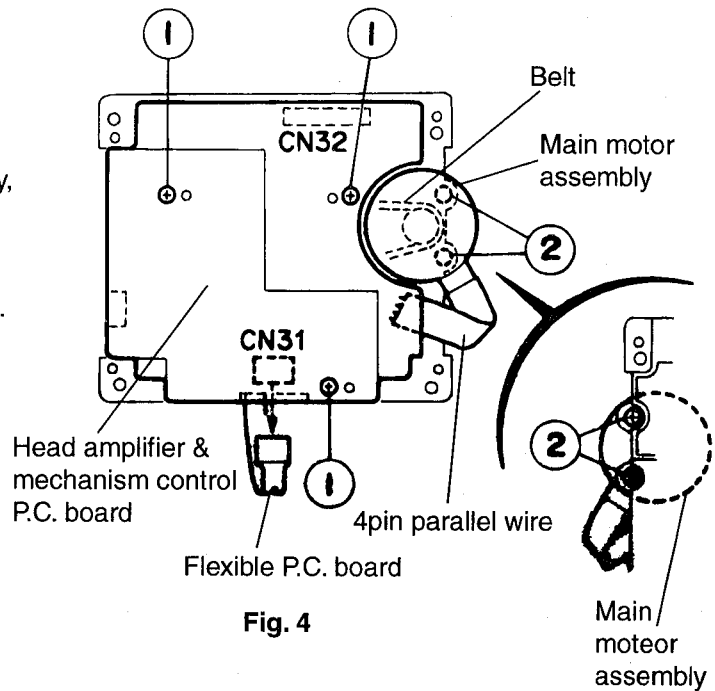 1
1
Belt
CN32
Main motor
assembly
y,
2
.
CN31
2
Head amplifier &
mechanism control
P.C. board
1
4pin parallel wire
Flexible P.C. board
Fig. 4
Main
moteor
assembly